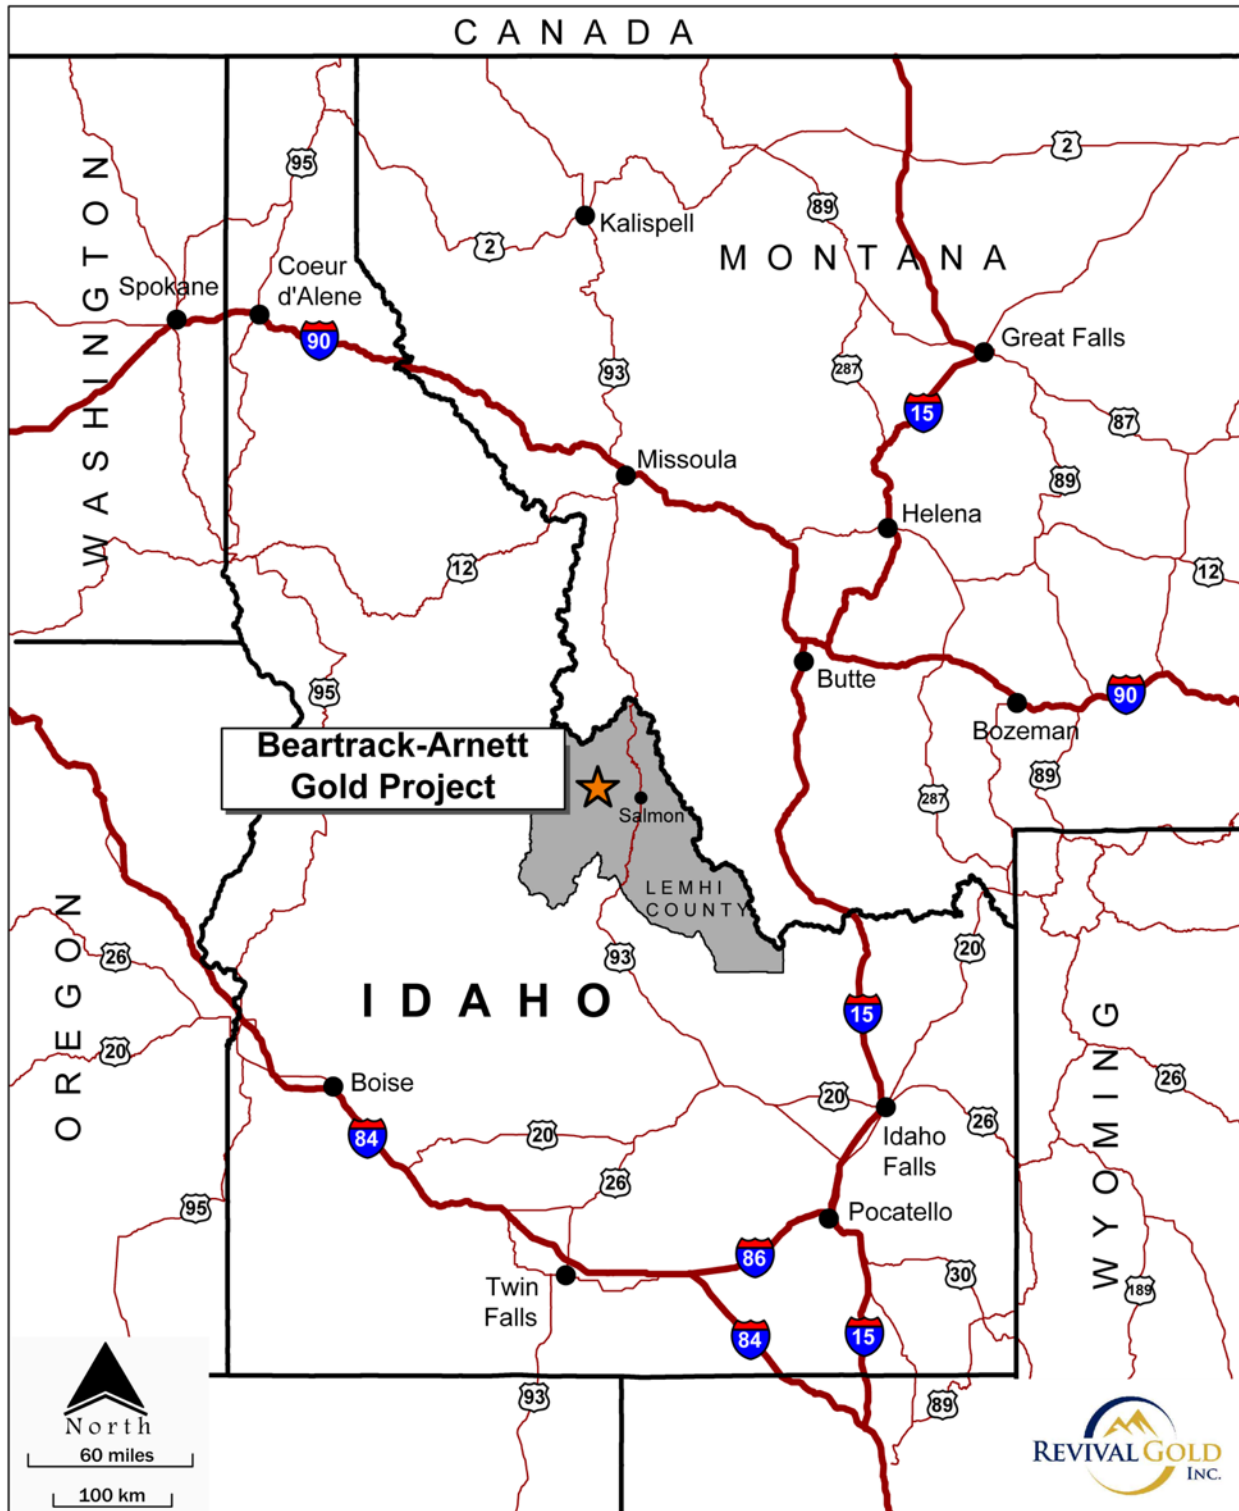 CANADA
95
2
89
2
Kalispell
MONTANA
WASHINGTON
Spokane
Coeur
d'Alene
90
93
287
Great Falls
15
87
89
Missoula
Helena
12
12
95
Butte
90
Bozeman
89
287
Beartrack-Arnett
Gold Project
Salmon
LEMHI
COUNTY
OREGON
26
93
20
IDAHO
15
20
WYOMING
26
Boise
84
20
20
26
Idaho
Falls
26
95
Pocatello
86
30
Twin
Falls
189
84
15
93
89
North
60 miles
100 km
REVIVAL GOLD
INC.